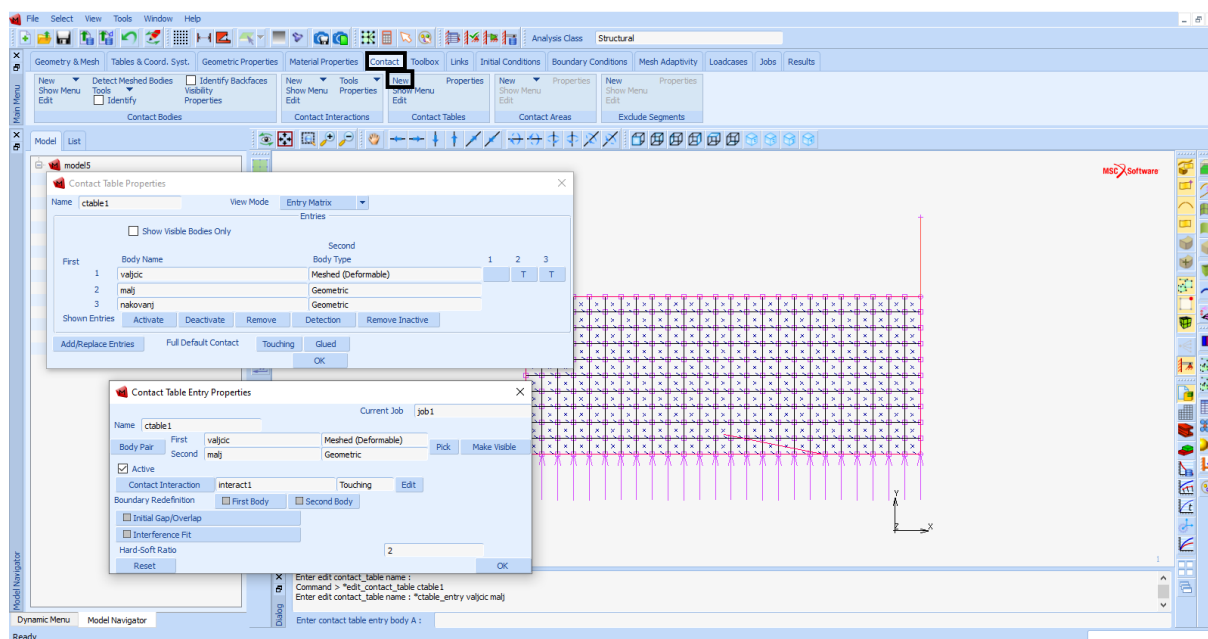 File Select View Tools Window Help
Analysis Class Structural
Geometry & Mesh Tables & Coord. Syst. Geometric Properties Material Properties Contact Toolbox Links Initial Conditions Boundary Conditions Mesh Adaptivity Loadcases Jobs Results
New Detect Meshed Bodies Identify Backfaces New Tools New Properties New Properties New Properties
Show Menu Tools Visibility Show Menu Properties Show Menu Show Menu Show Menu
Edit Identify Properties Edit Edit Edit Edit
Contact Bodies Contact Interactions Contact Tables Contact Areas Exclude Segments
Main Menu
Model List
model5
MSC Software
Contact Table Properties
Name ctable1 View Mode Entry Matrix
Entries
Show Visible Bodies Only
Second
First Body Name Body Type 1 2 3
1 valjcic Meshed (Deformable) T T
2 malj Geometric
3 nakovanj Geometric
Shown Entries Activate Deactivate Remove Detection Remove Inactive
Add/Replace Entries Full Default Contact Touching Glued
OK
Contact Table Entry Properties
Current Job job1
Name ctable1
Body Pair First valjcic Meshed (Deformable) Pick Make Visible
Second malj Geometric
Active
Contact Interaction interact1 Touching Edit
Boundary Redefinition First Body Second Body
Initial Gap/Overlap
Interference Fit
Hard-Soft Ratio 2
Reset OK
Y
Z X
1
Model Navigator
Enter edit contact_table name :
Command > *edit_contact_table ctable1
Enter edit contact_table name : *ctable_entry valjcic malj
Dialog
Enter contact table entry body A :
Dynamic Menu Model Navigator
Ready